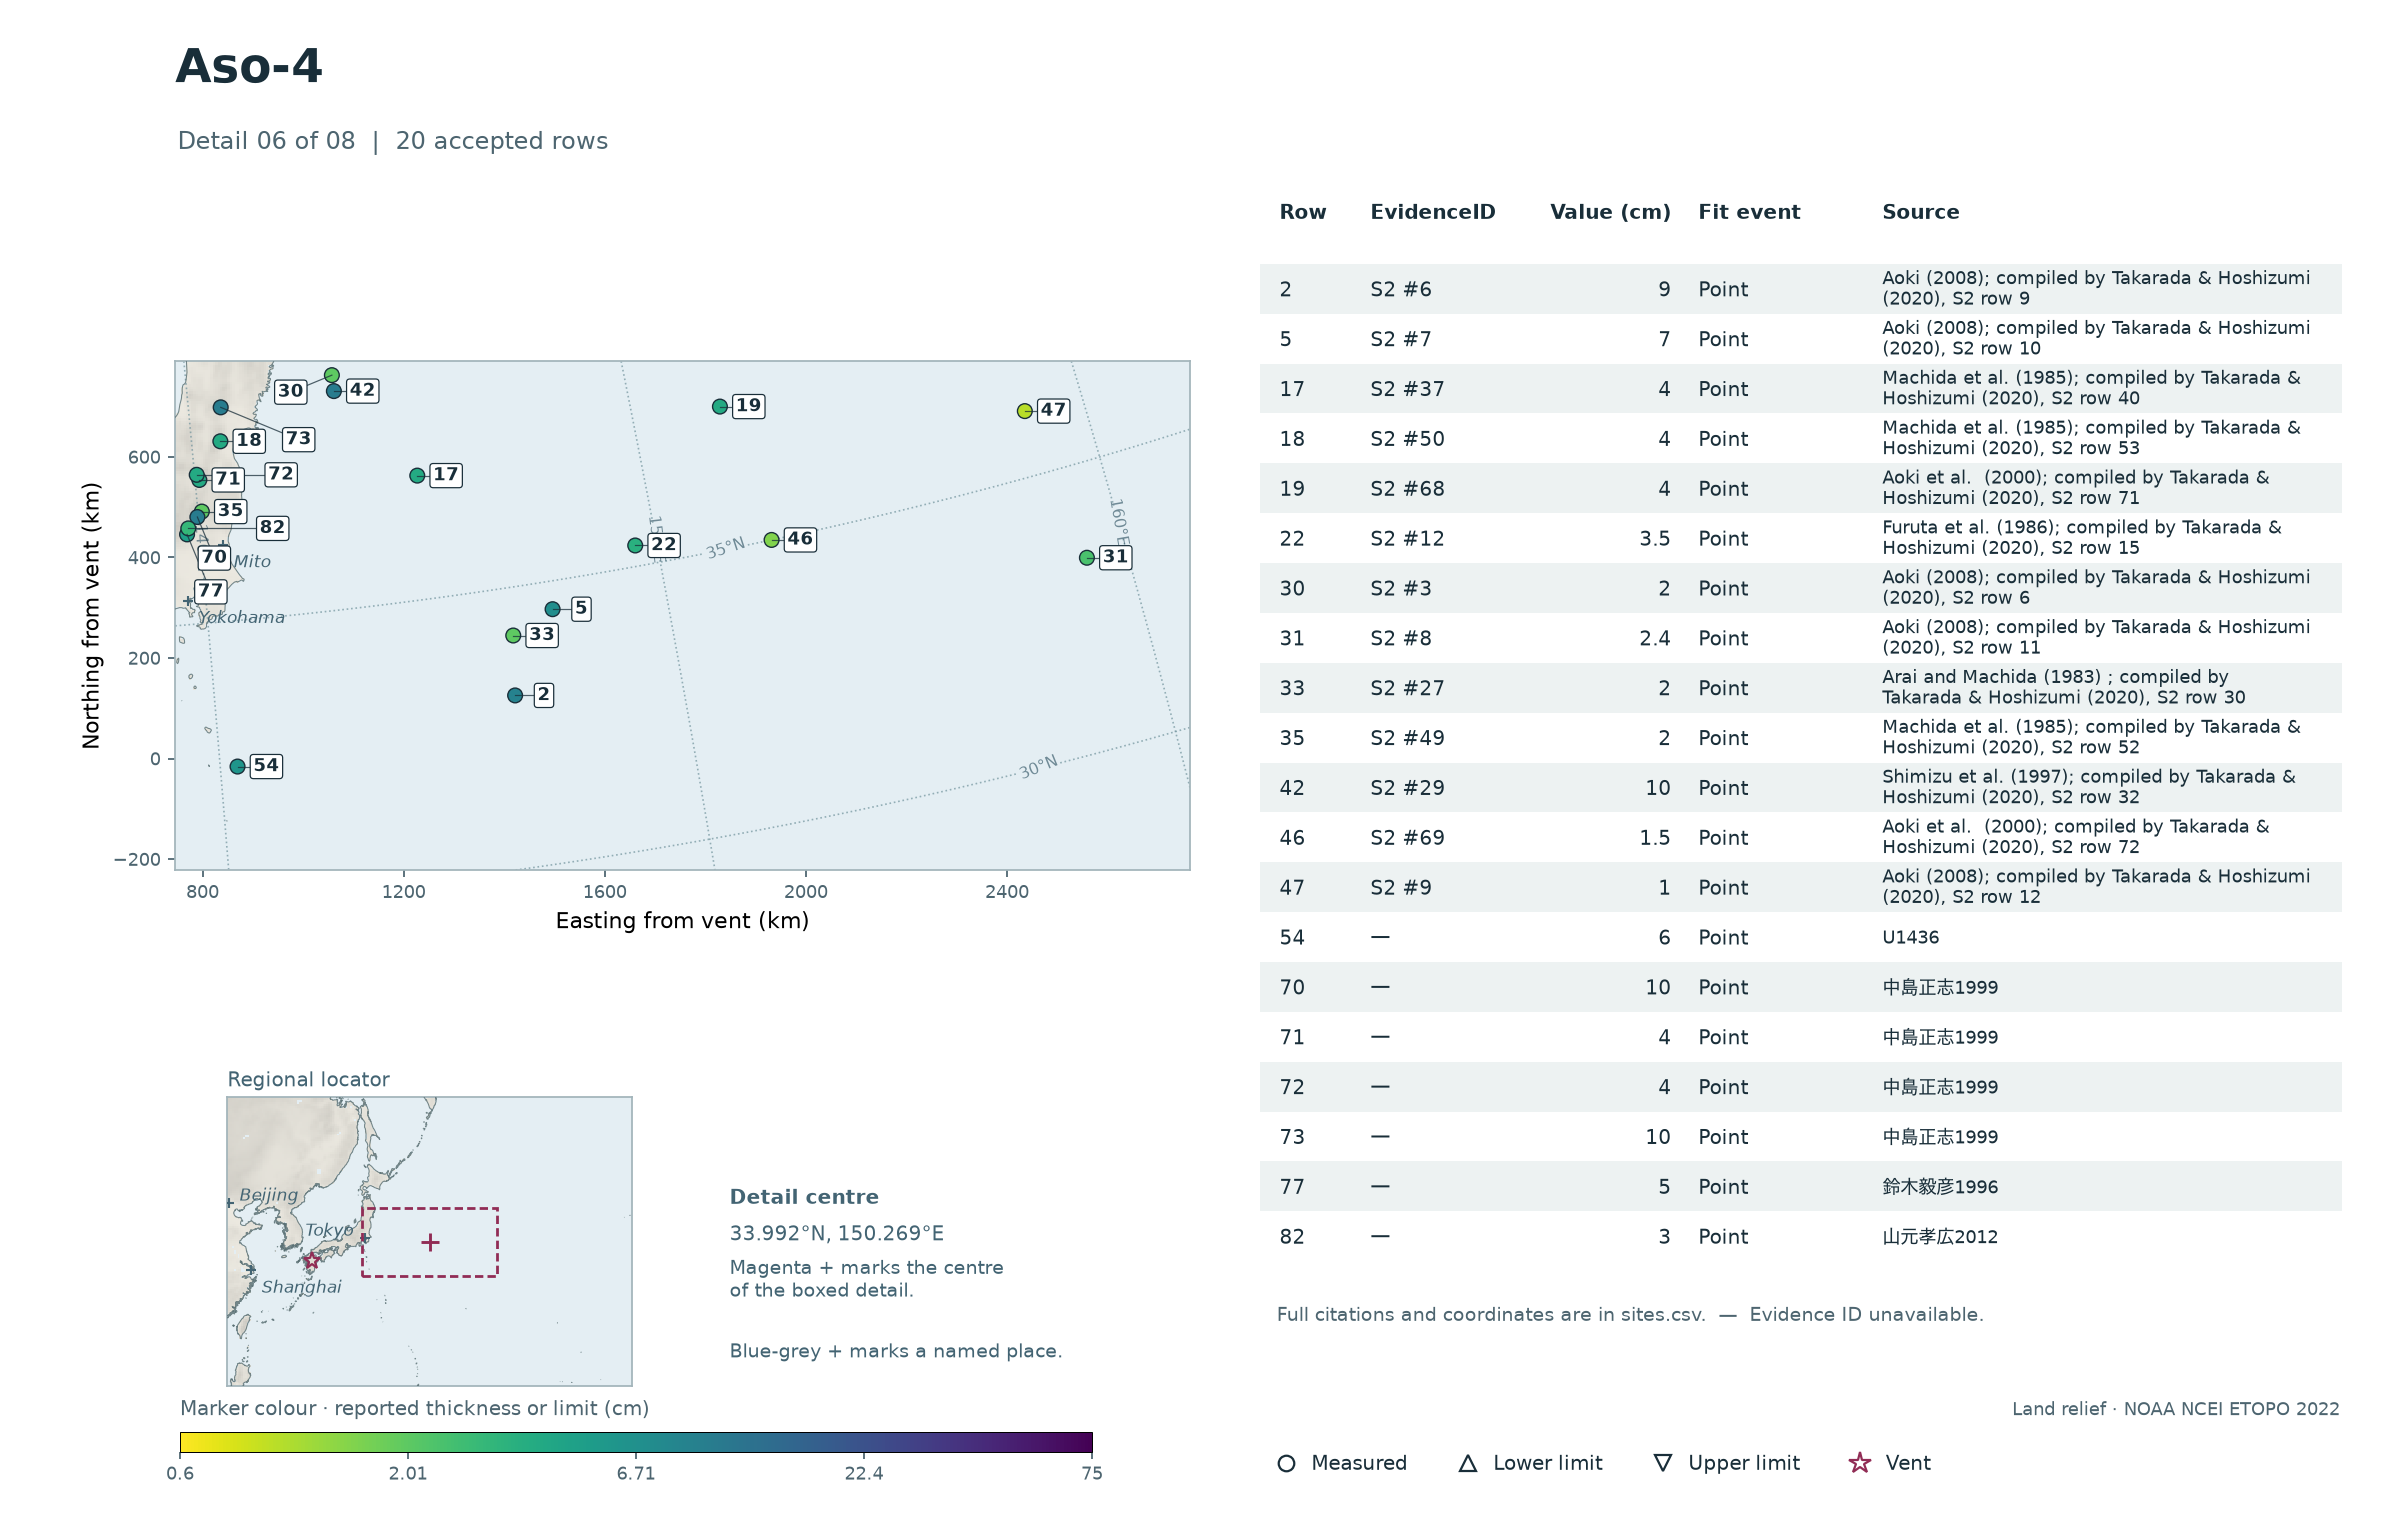 Aso-4
Detail 06 of 08 | 20 accepted rows
Northing from vent (km)
600
400
200
0
−200
800
1200
1600
2000
2400
Easting from vent (km)
30
42
19
47
73
18
72
71
17
35
82
70
Mito
77
Yokohama
22
35°N
46
160°E
31
5
33
2
54
30°N
Regional locator
Beijing
Tokyo
Shanghai
Detail centre
33.992°N, 150.269°E
Magenta + marks the centre
of the boxed detail.
Blue-grey + marks a named place.
Marker colour · reported thickness or limit (cm)
0.6
2.01
6.71
22.4
75
Row EvidenceID Value (cm) Fit event Source
2 S2 #6 9 Point Aoki (2008); compiled by Takarada & Hoshizumi
(2020), S2 row 9
5 S2 #7 7 Point Aoki (2008); compiled by Takarada & Hoshizumi
(2020), S2 row 10
17 S2 #37 4 Point Machida et al. (1985); compiled by Takarada &
Hoshizumi (2020), S2 row 40
18 S2 #50 4 Point Machida et al. (1985); compiled by Takarada &
Hoshizumi (2020), S2 row 53
19 S2 #68 4 Point Aoki et al.  (2000); compiled by Takarada &
Hoshizumi (2020), S2 row 71
22 S2 #12 3.5 Point Furuta et al. (1986); compiled by Takarada &
Hoshizumi (2020), S2 row 15
30 S2 #3 2 Point Aoki (2008); compiled by Takarada & Hoshizumi
(2020), S2 row 6
31 S2 #8 2.4 Point Aoki (2008); compiled by Takarada & Hoshizumi
(2020), S2 row 11
33 S2 #27 2 Point Arai and Machida (1983) ; compiled by
Takarada & Hoshizumi (2020), S2 row 30
35 S2 #49 2 Point Machida et al. (1985); compiled by Takarada &
Hoshizumi (2020), S2 row 52
42 S2 #29 10 Point Shimizu et al. (1997); compiled by Takarada &
Hoshizumi (2020), S2 row 32
46 S2 #69 1.5 Point Aoki et al.  (2000); compiled by Takarada &
Hoshizumi (2020), S2 row 72
47 S2 #9 1 Point Aoki (2008); compiled by Takarada & Hoshizumi
(2020), S2 row 12
54 — 6 Point U1436
70 — 10 Point 中島正志1999
71 — 4 Point 中島正志1999
72 — 4 Point 中島正志1999
73 — 10 Point 中島正志1999
77 — 5 Point 鈴木毅彦1996
82 — 3 Point 山元孝広2012
Full citations and coordinates are in sites.csv. — Evidence ID unavailable.
Land relief · NOAA NCEI ETOPO 2022
Measured
Lower limit
Upper limit
Vent